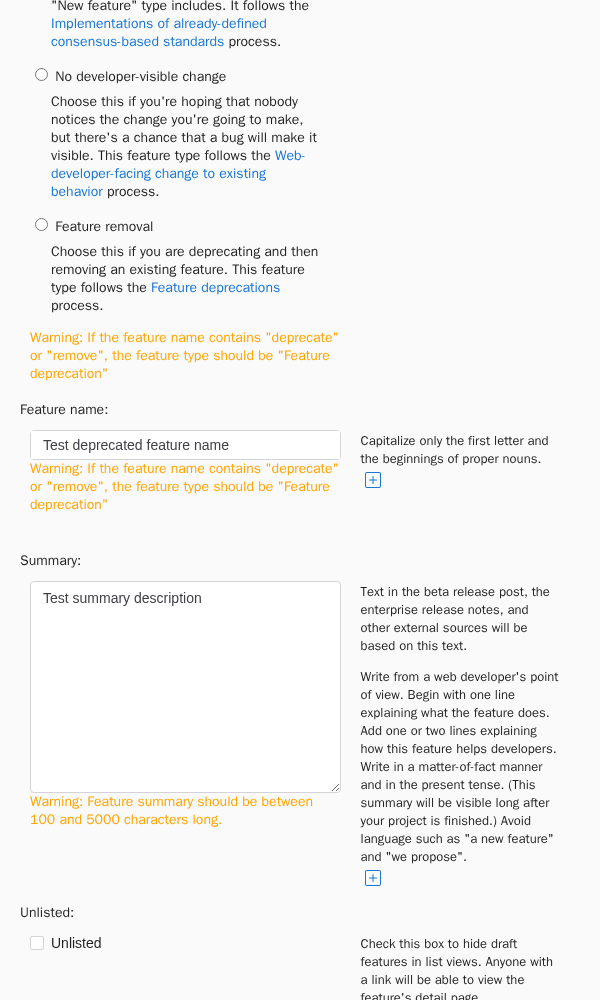 "New feature" type includes. It follows the
Implementations of already-defined
consensus-based standards process.
No developer-visible change
Choose this if you're hoping that nobody
notices the change you're going to make,
but there's a chance that a bug will make it
visible. This feature type follows the Web-
developer-facing change to existing
behavior process.
Feature removal
Choose this if you are deprecating and then
removing an existing feature. This feature
type follows the Feature deprecations
process.
Warning: If the feature name contains "deprecate"
or "remove", the feature type should be "Feature
deprecation"
Feature name:
Test deprecated feature name
Warning: If the feature name contains "deprecate"
or "remove", the feature type should be "Feature
deprecation"
Capitalize only the first letter and
the beginnings of proper nouns.
Summary:
Test summary description
Warning: Feature summary should be between
100 and 5000 characters long.
Text in the beta release post, the
enterprise release notes, and
other external sources will be
based on this text.
Write from a web developer's point
of view. Begin with one line
explaining what the feature does.
Add one or two lines explaining
how this feature helps developers.
Write in a matter-of-fact manner
and in the present tense. (This
summary will be visible long after
your project is finished.) Avoid
language such as "a new feature"
and "we propose".
Unlisted:
Unlisted
Check this box to hide draft
features in list views. Anyone with
a link will be able to view the
feature's detail page.